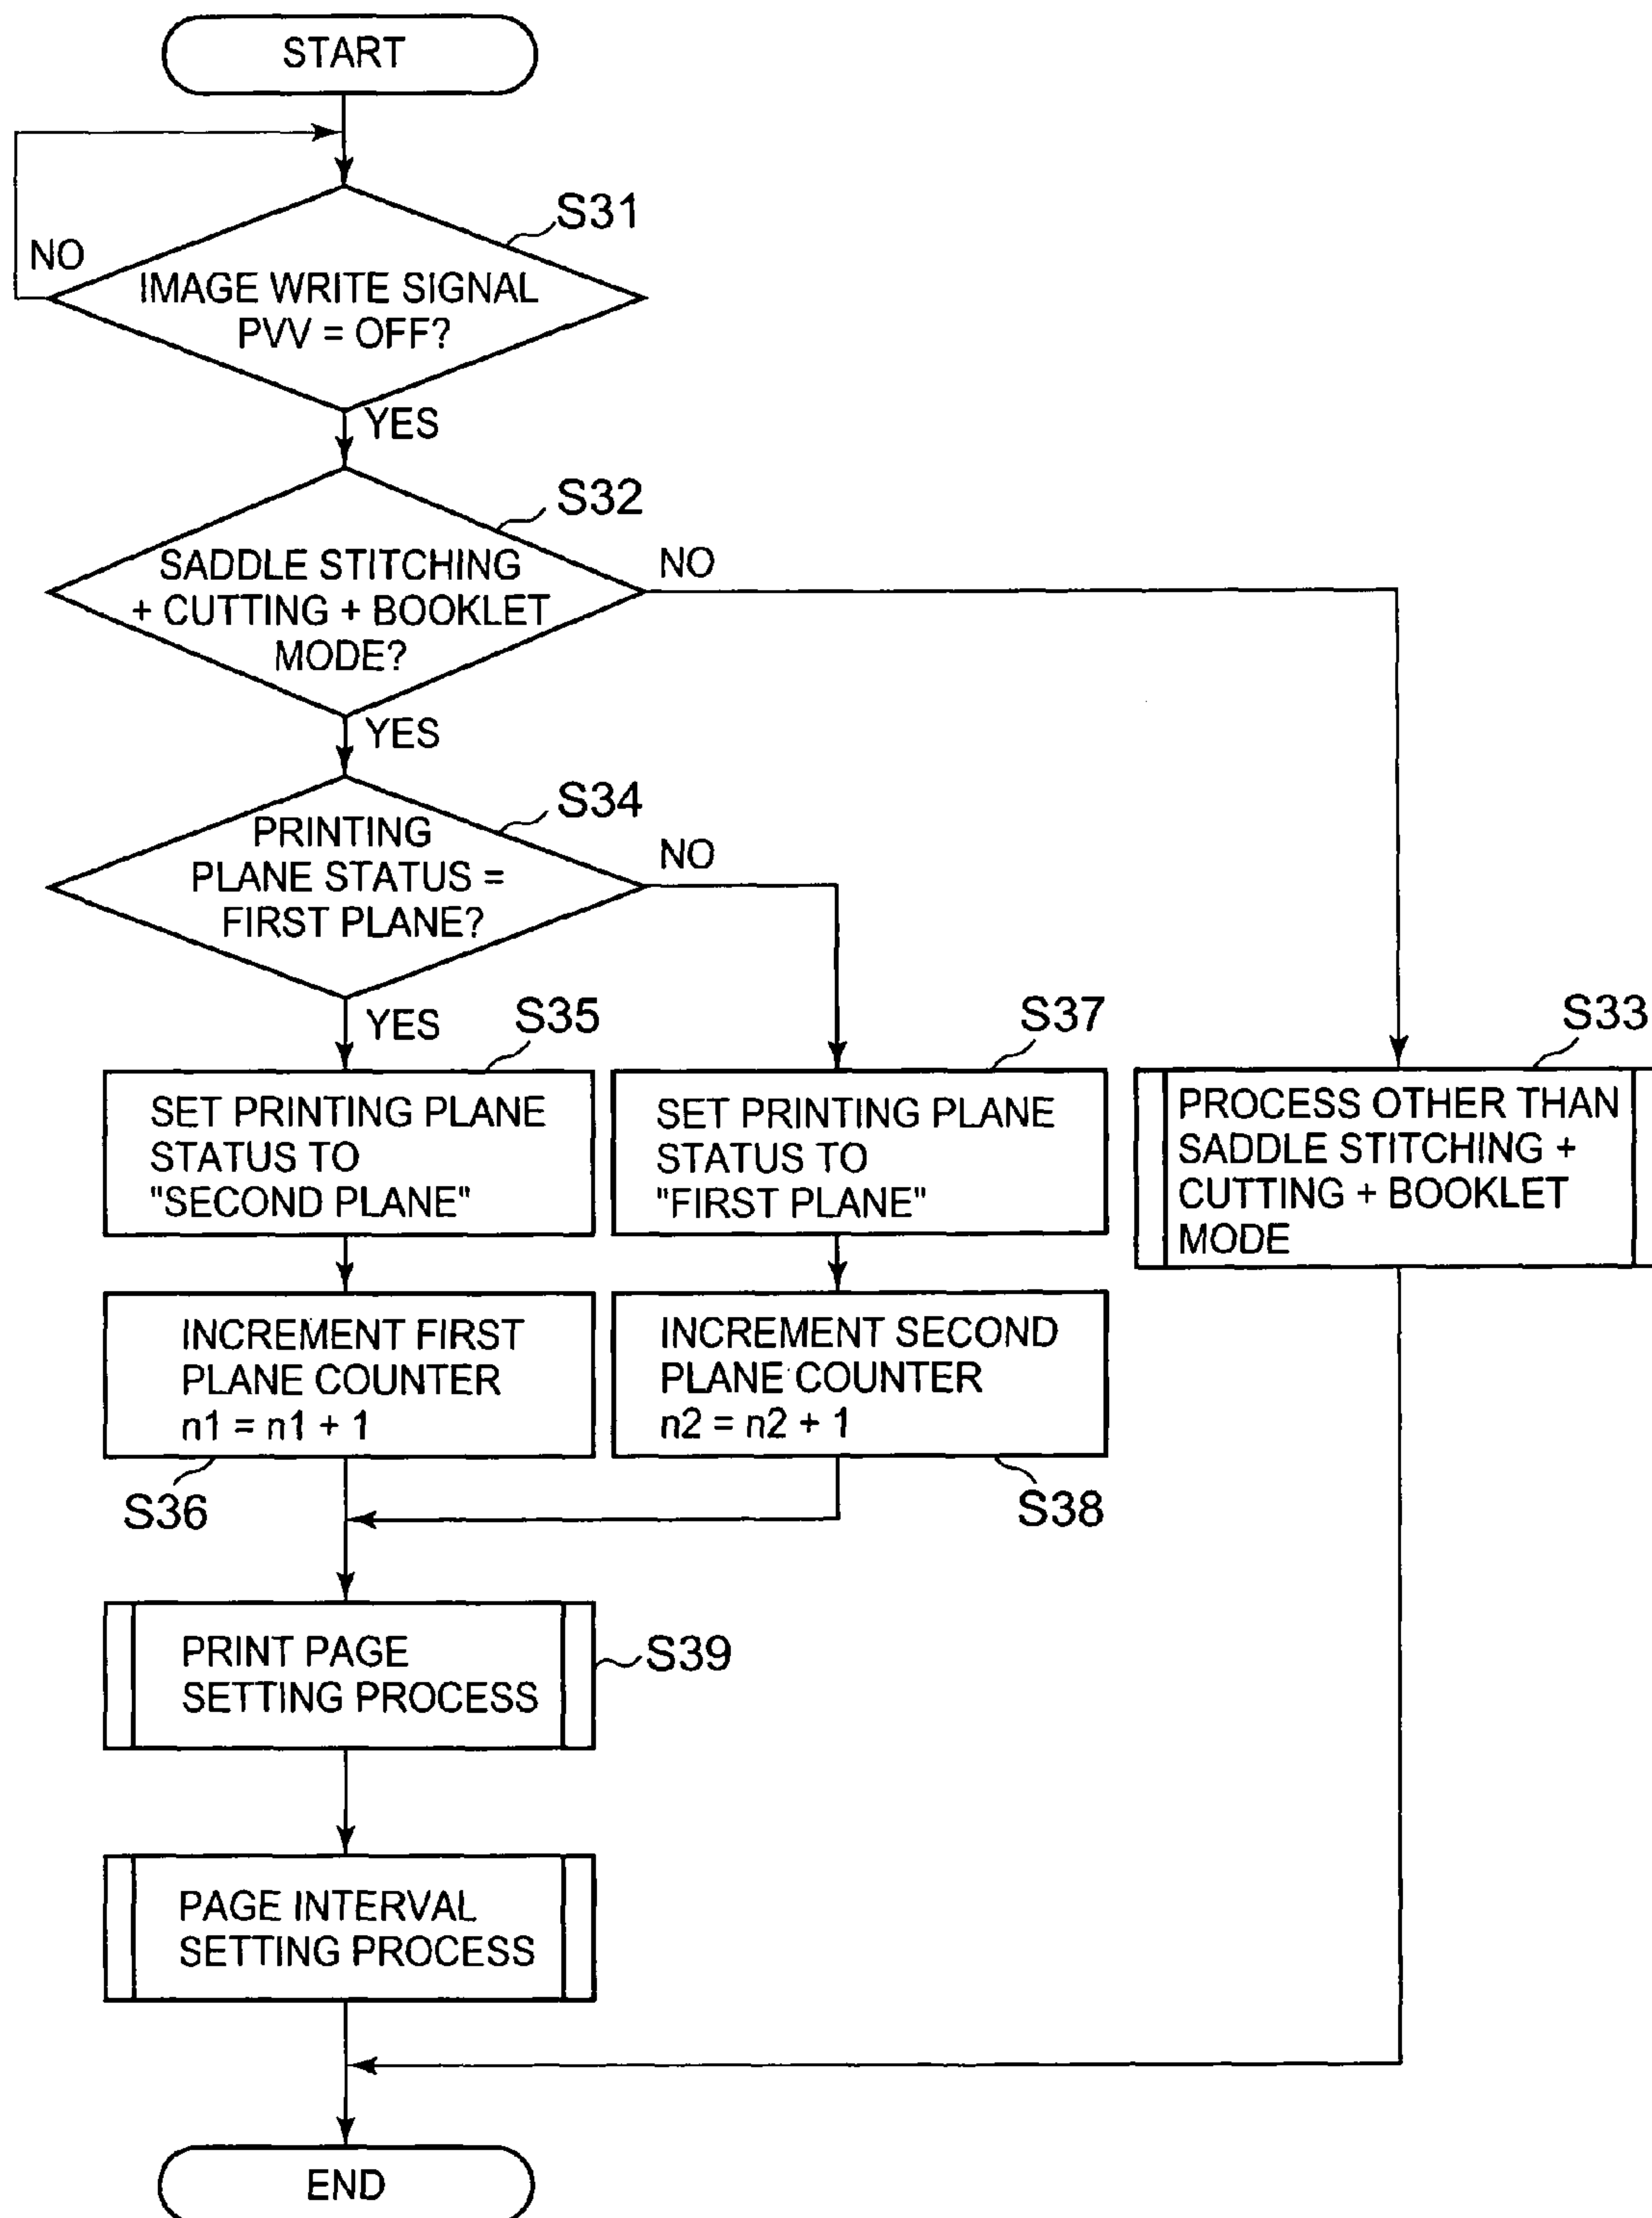 START
S31
NO
IMAGE WRITE SIGNAL
PVV = OFF?
YES
S32
SADDLE STITCHING
+ CUTTING + BOOKLET
MODE?
NO
YES
S34
PRINTING
PLANE STATUS =
FIRST PLANE?
NO
YES
S35
SET PRINTING PLANE
STATUS TO
"SECOND PLANE"
S37
SET PRINTING PLANE
STATUS TO
"FIRST PLANE"
S33
PROCESS OTHER THAN
SADDLE STITCHING +
CUTTING + BOOKLET
MODE
INCREMENT FIRST
PLANE COUNTER
n1 = n1 + 1
S36
INCREMENT SECOND
PLANE COUNTER
n2 = n2 + 1
S38
PRINT PAGE
SETTING PROCESS
S39
PAGE INTERVAL
SETTING PROCESS
END